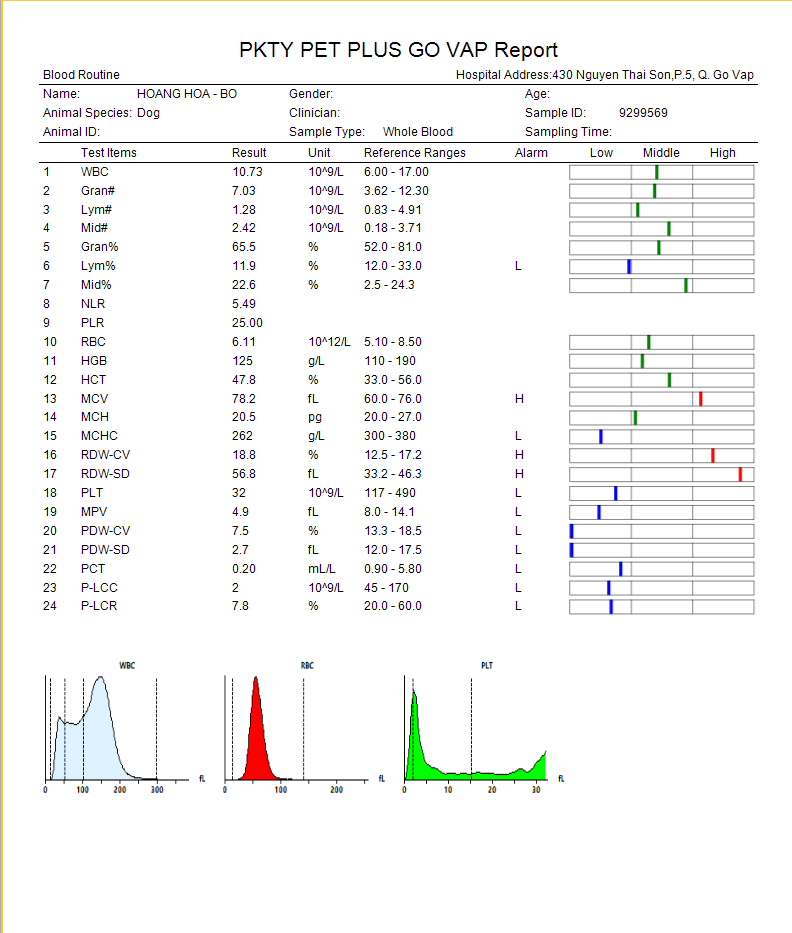 PKTY PET PLUS GO VAP Report
Blood Routine Hospital Address:430 Nguyen Thai Son,P.5, Q. Go Vap
Name: HOANG HOA - BO Gender: Age:
Animal Species: Dog Clinician: Sample ID: 9299569
Animal ID: Sample Type: Whole Blood Sampling Time:
Test Items Result Unit Reference Ranges Alarm Low Middle High
1 WBC 10.73 10^9/L 6.00 - 17.00
2 Gran# 7.03 10^9/L 3.62 - 12.30
3 Lym# 1.28 10^9/L 0.83 - 4.91
4 Mid# 2.42 10^9/L 0.18 - 3.71
5 Gran% 65.5 % 52.0 - 81.0
6 Lym% 11.9 % 12.0 - 33.0 L
7 Mid% 22.6 % 2.5 - 24.3
8 NLR 5.49
9 PLR 25.00
10 RBC 6.11 10^12/L 5.10 - 8.50
11 HGB 125 g/L 110 - 190
12 HCT 47.8 % 33.0 - 56.0
13 MCV 78.2 fL 60.0 - 76.0 H
14 MCH 20.5 pg 20.0 - 27.0
15 MCHC 262 g/L 300 - 380 L
16 RDW-CV 18.8 % 12.5 - 17.2 H
17 RDW-SD 56.8 fL 33.2 - 46.3 H
18 PLT 32 10^9/L 117 - 490 L
19 MPV 4.9 fL 8.0 - 14.1 L
20 PDW-CV 7.5 % 13.3 - 18.5 L
21 PDW-SD 2.7 fL 12.0 - 17.5 L
22 PCT 0.20 mL/L 0.90 - 5.80 L
23 P-LCC 2 10^9/L 45 - 170 L
24 P-LCR 7.8 % 20.0 - 60.0 L
WBC RBC PLT
fL fL fL
0 100 200 300 0 100 200 0 10 20 30